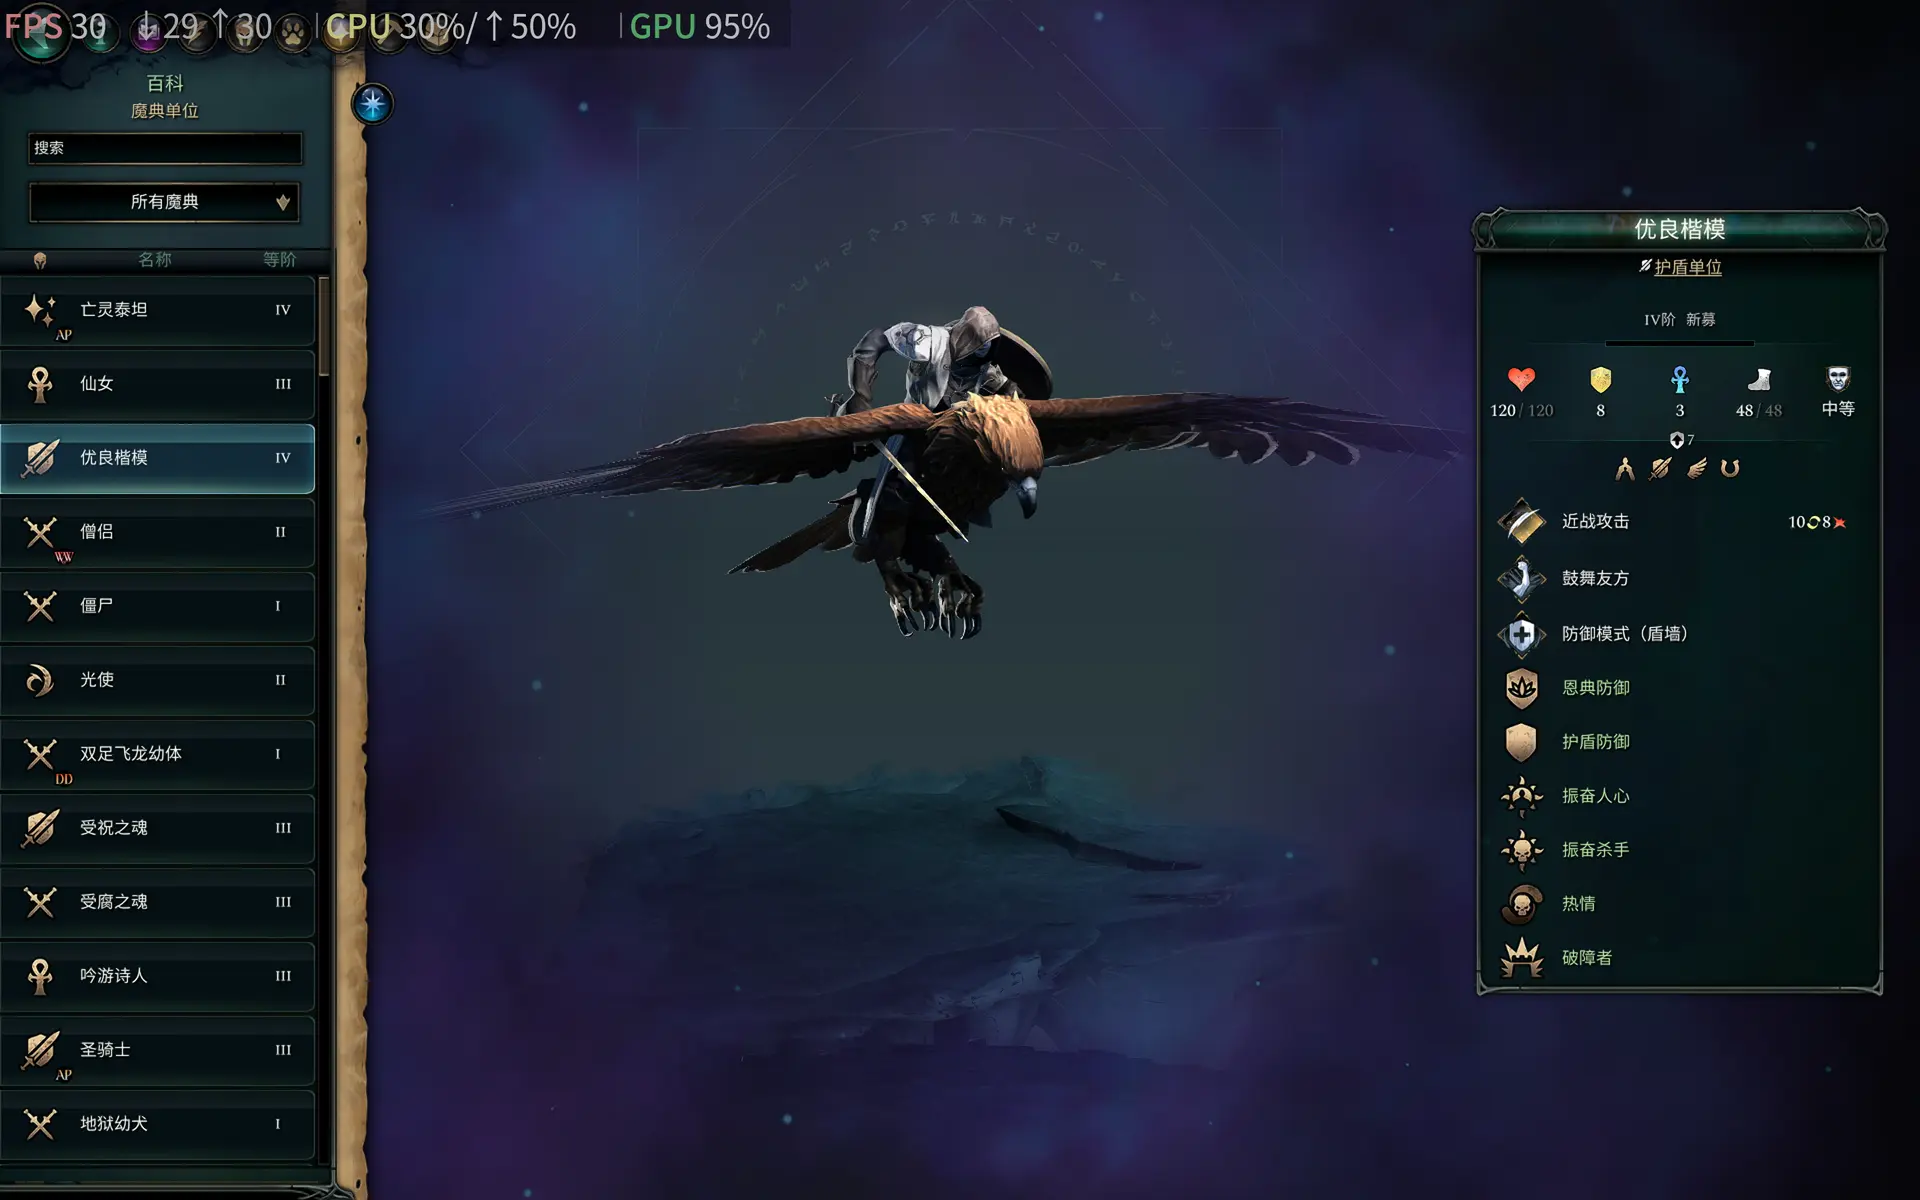 FPS 30 ↓29 ↑30 | CPU 30%/↑50% | GPU 95%
百科
魔典单位
搜索
所有魔典
名称 等阶
亡灵泰坦 IV
AP
仙女 III
优良楷模 IV
僧侣 II
WW
僵尸 I
光使 II
双足飞龙幼体 I
DD
受祝之魂 III
受腐之魂 III
吟游诗人 III
圣骑士 III
AP
地狱幼犬 I
优良楷模
护盾单位
IV阶 新募
120/120 8 3 48/48 中等
7
近战攻击 10 8
鼓舞友方
防御模式（盾墙）
恩典防御
护盾防御
振奋人心
振奋杀手
热情
破障者